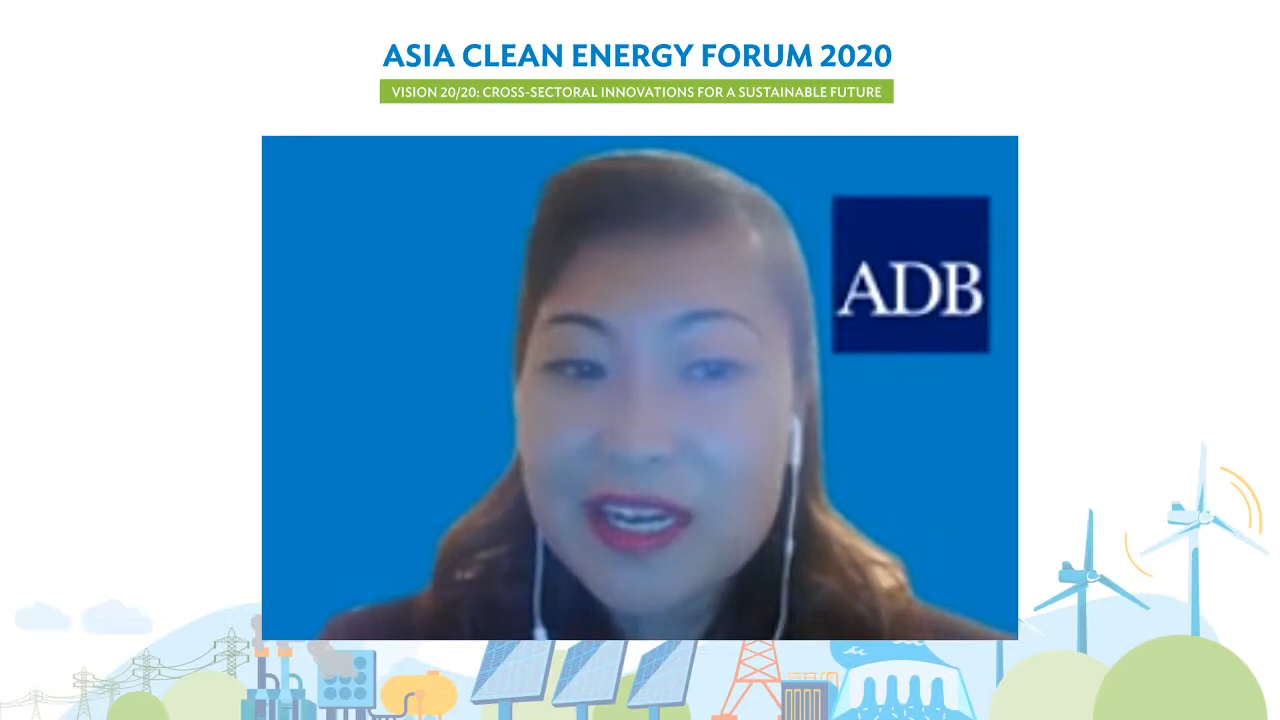 ASIA CLEAN ENERGY FORUM 2020
VISION 20/20: CROSS-SECTORAL INNOVATIONS FOR A SUSTAINABLE FUTURE
ADB